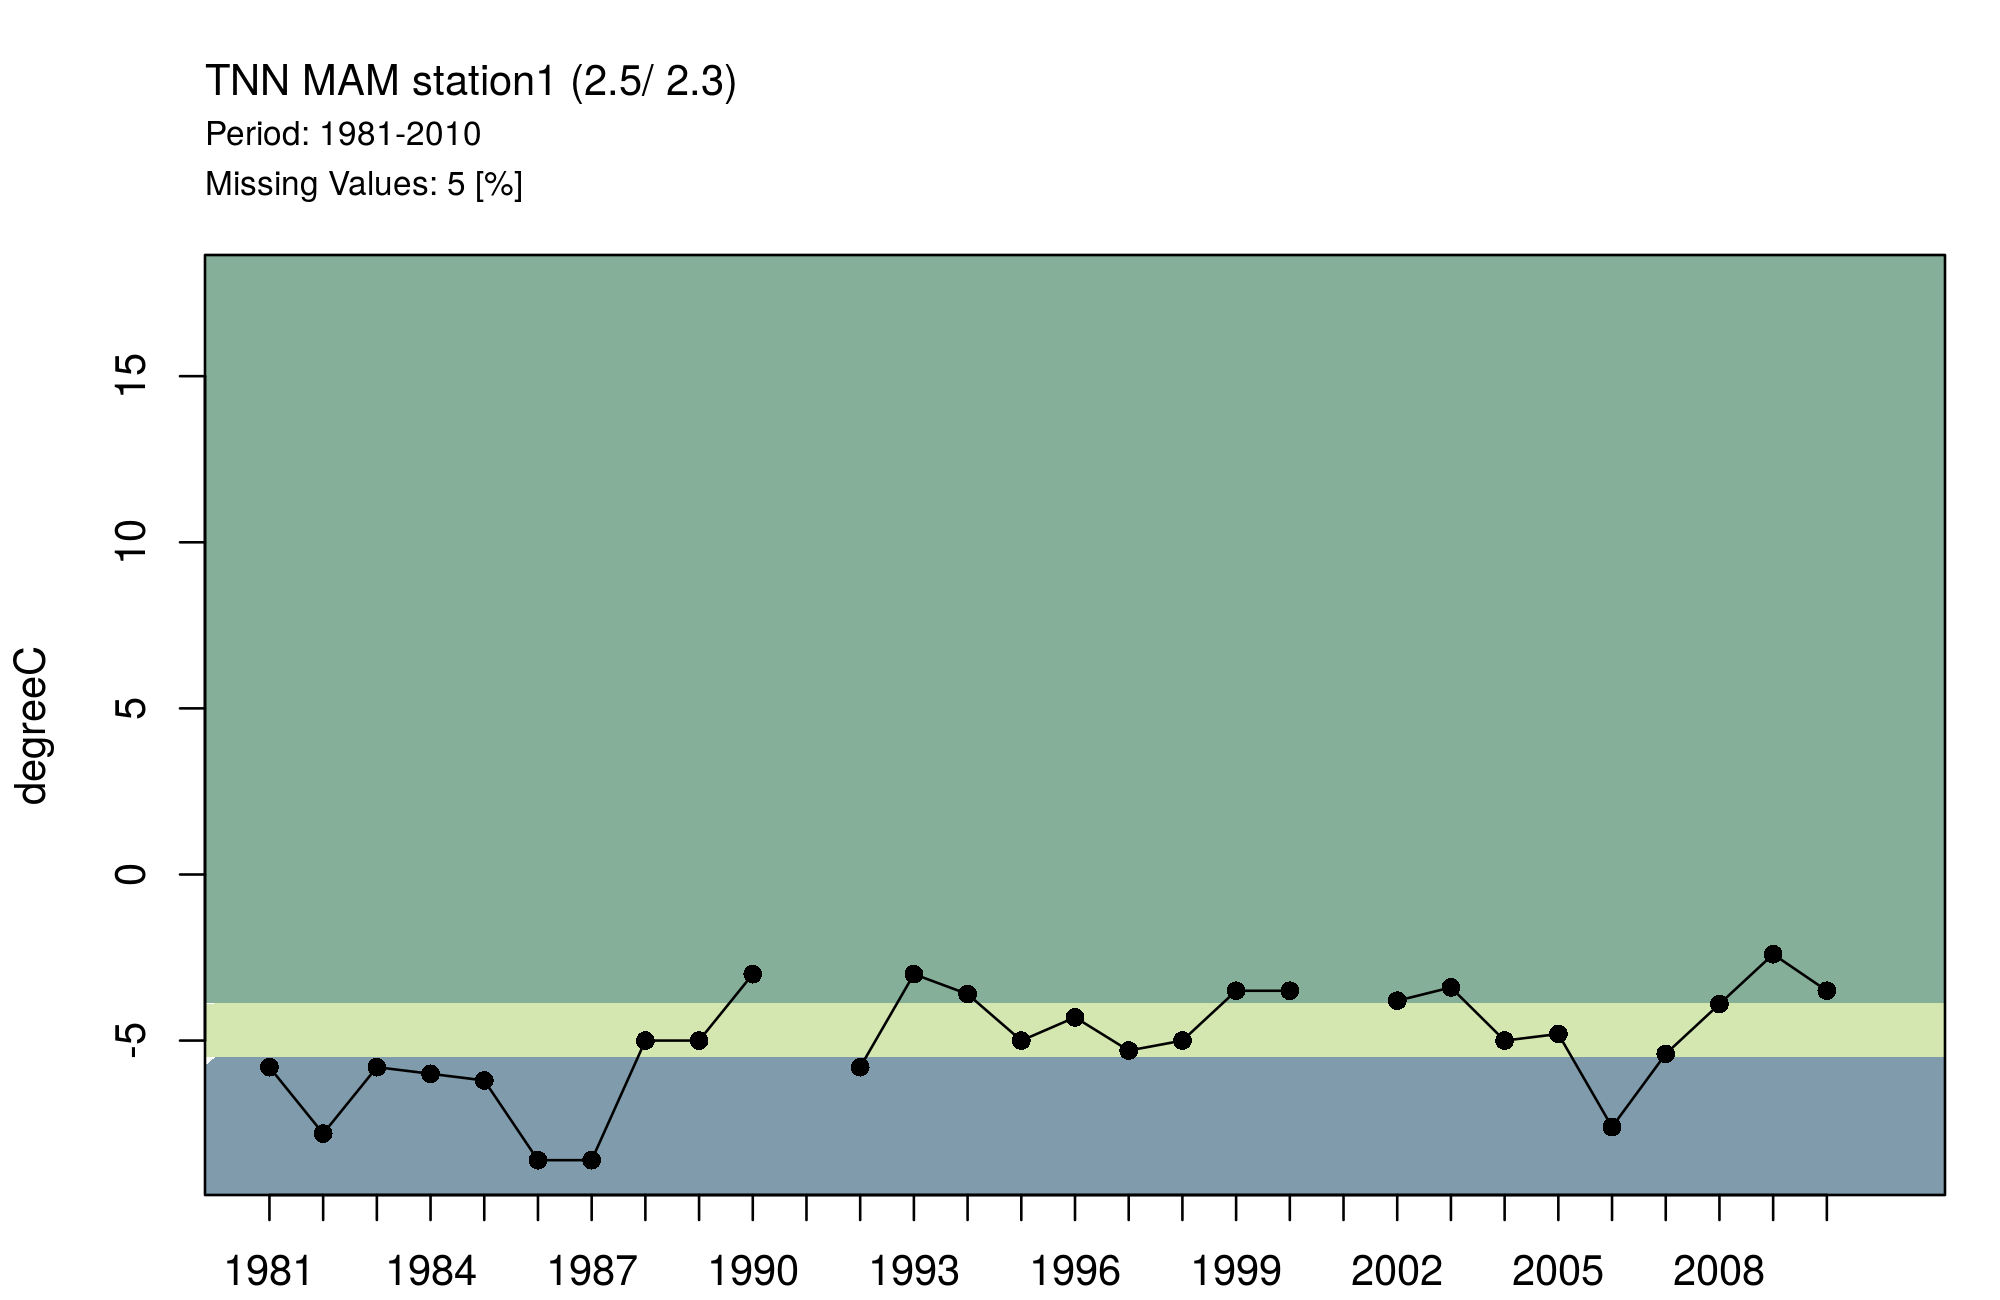 TNN MAM station1 (2.5/ 2.3)
Period: 1981-2010
Missing Values: 5 [%]
15
10
5
0
-5
degreeC
1981 1984 1987 1990 1993 1996 1999 2002 2005 2008